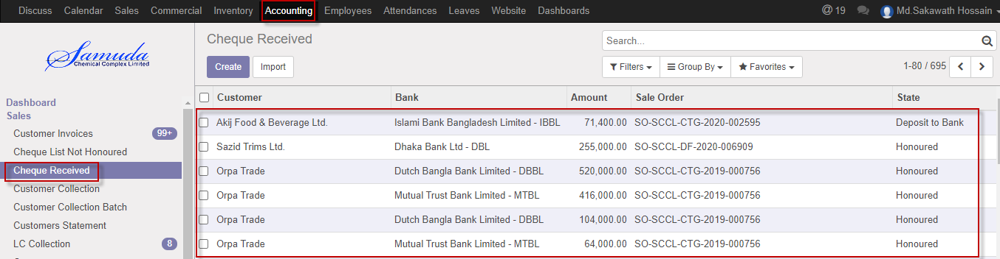 Discuss Calendar Sales Commercial Inventory Accounting Employees Attendances Leaves Website Dashboards @ 19 Md.Sakawath Hossain
Samuda
Chemical Complex Limited
Cheque Received
Search...
Create Import
Filters Group By Favorites
1-80 / 695
Dashboard
Sales
Customer Invoices 99+
Cheque List Not Honoured
Cheque Received
Customer Collection
Customer Collection Batch
Customers Statement
LC Collection 8
Customer Bank Amount Sale Order State
Akij Food & Beverage Ltd. Islami Bank Bangladesh Limited - IBBL 71,400.00 SO-SCCL-CTG-2020-002595 Deposit to Bank
Sazid Trims Ltd. Dhaka Bank Ltd - DBL 255,000.00 SO-SCCL-DF-2020-006909 Honoured
Orpa Trade Dutch Bangla Bank Limited - DBBL 520,000.00 SO-SCCL-CTG-2019-000756 Honoured
Orpa Trade Mutual Trust Bank Limited - MTBL 416,000.00 SO-SCCL-CTG-2019-000756 Honoured
Orpa Trade Dutch Bangla Bank Limited - DBBL 104,000.00 SO-SCCL-CTG-2019-000756 Honoured
Orpa Trade Mutual Trust Bank Limited - MTBL 64,000.00 SO-SCCL-CTG-2019-000756 Honoured